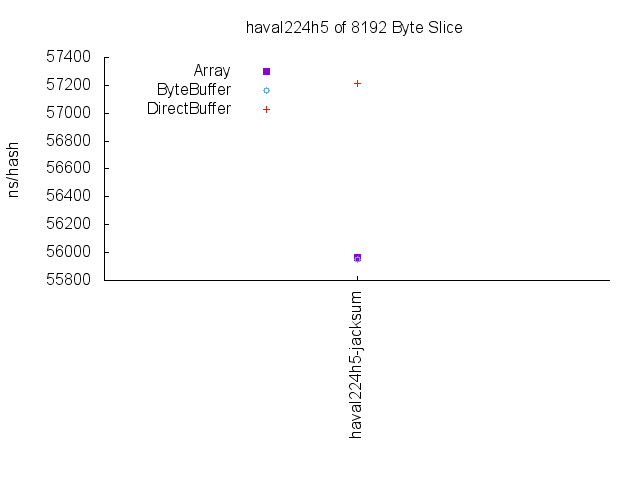 haval224h5 of 8192 Byte Slice
57400
57200
57000
56800
56600
56400
56200
56000
55800
ns/hash
Array
ByteBuffer
DirectBuffer
haval224h5-jacksum